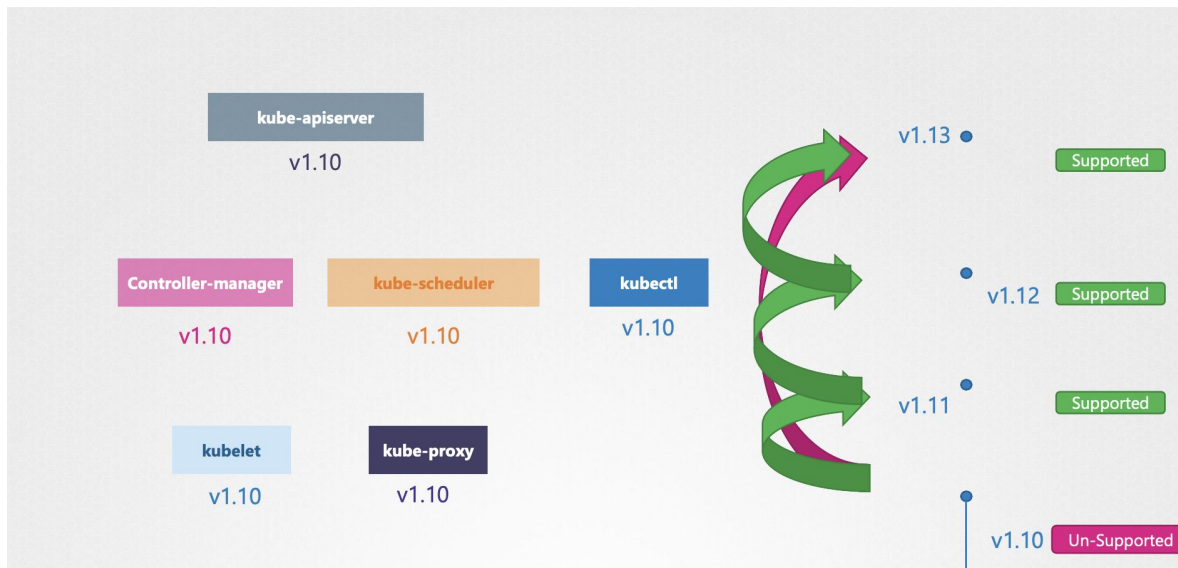 kube-apiserver
v1.10
Controller-manager
v1.10
kube-scheduler
v1.10
kubectl
v1.10
kubelet
v1.10
kube-proxy
v1.10
v1.13
Supported
v1.12
Supported
v1.11
Supported
v1.10
Un-Supported